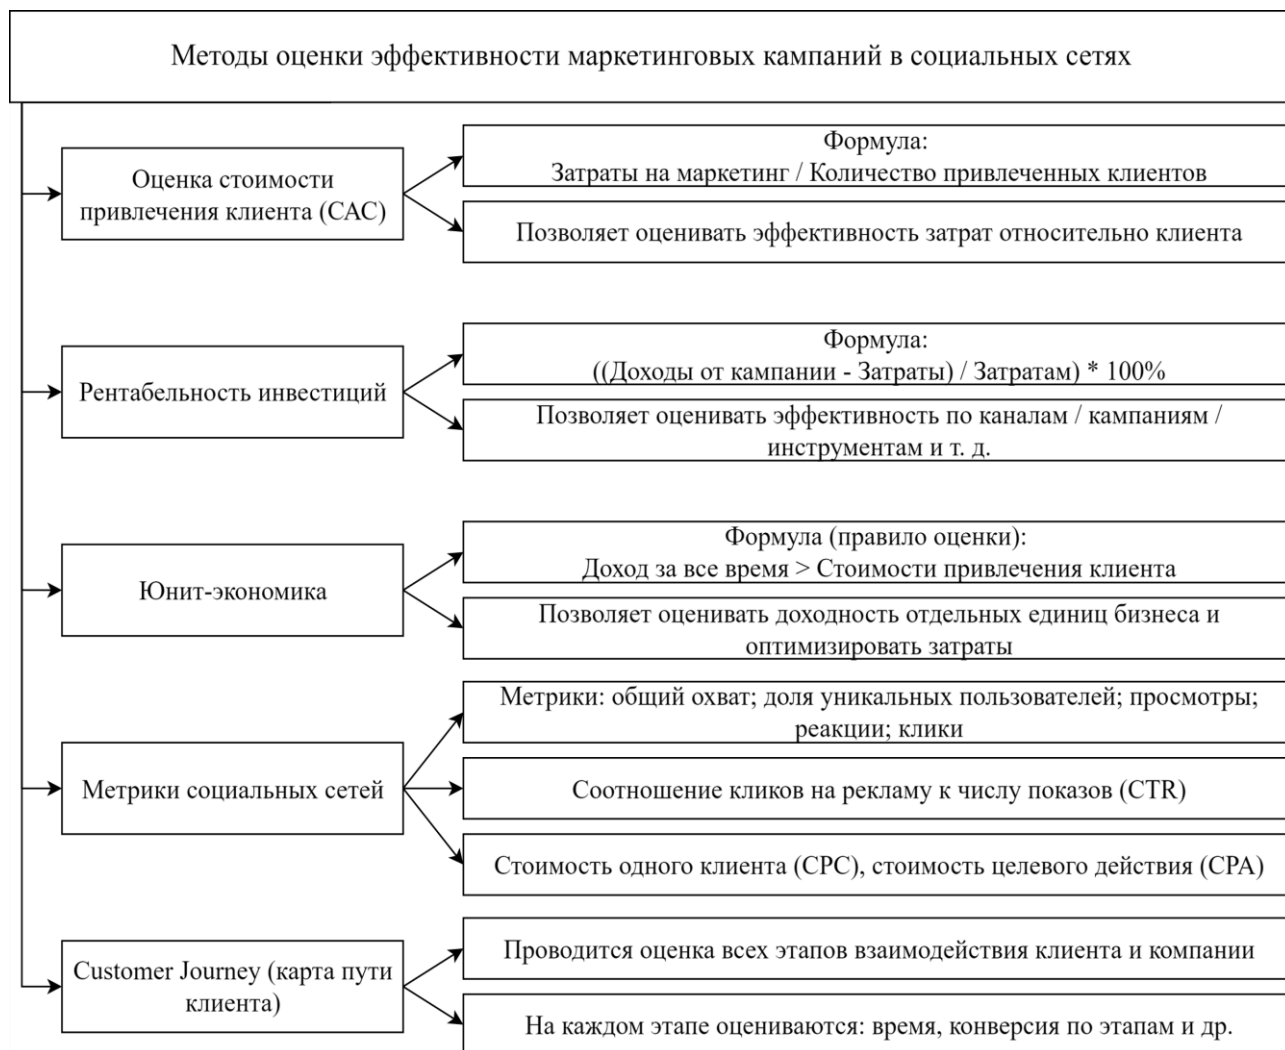 Методы оценки эффективности маркетинговых кампаний в социальных сетях
Оценка стоимости
привлечения клиента (САС)
Формула:
Затраты на маркетинг / Количество привлеченных клиентов
Позволяет оценивать эффективность затрат относительно клиента
Рентабельность инвестиций
Формула:
((Доходы от кампании - Затраты) / Затратам) * 100%
Позволяет оценивать эффективность по каналам / кампаниям /
инструментам и т. д.
Юнит-экономика
Формула (правило оценки):
Доход за все время > Стоимости привлечения клиента
Позволяет оценивать доходность отдельных единиц бизнеса и
оптимизировать затраты
Метрики социальных сетей
Метрики: общий охват; доля уникальных пользователей; просмотры;
реакции; клики
Соотношение кликов на рекламу к числу показов (CTR)
Стоимость одного клиента (CPC), стоимость целевого действия (CPA)
Customer Journey (карта пути
клиента)
Проводится оценка всех этапов взаимодействия клиента и компании
На каждом этапе оцениваются: время, конверсия по этапам и др.